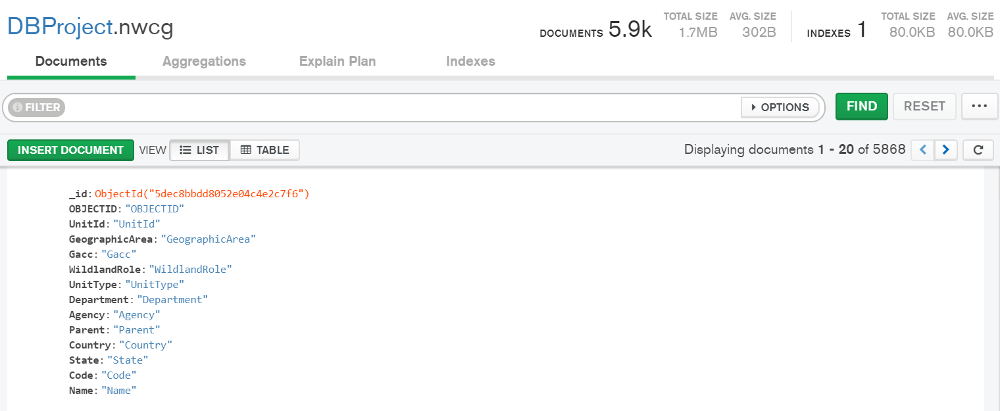 DBProject.nwcg
DOCUMENTS 5.9k TOTAL SIZE 1.7MB AVG. SIZE 302B INDEXES 1 TOTAL SIZE 80.0KB AVG. SIZE 80.0KB
Documents Aggregations Explain Plan Indexes
FILTER OPTIONS FIND RESET ...
INSERT DOCUMENT VIEW LIST TABLE Displaying documents 1 - 20 of 5868
_id: ObjectId("5dec8bbdd8052e04c4e2c7f6")
OBJECTID: "OBJECTID"
UnitId: "UnitId"
GeographicArea: "GeographicArea"
Gacc: "Gacc"
WildlandRole: "WildlandRole"
UnitType: "UnitType"
Department: "Department"
Agency: "Agency"
Parent: "Parent"
Country: "Country"
State: "State"
Code: "Code"
Name: "Name"